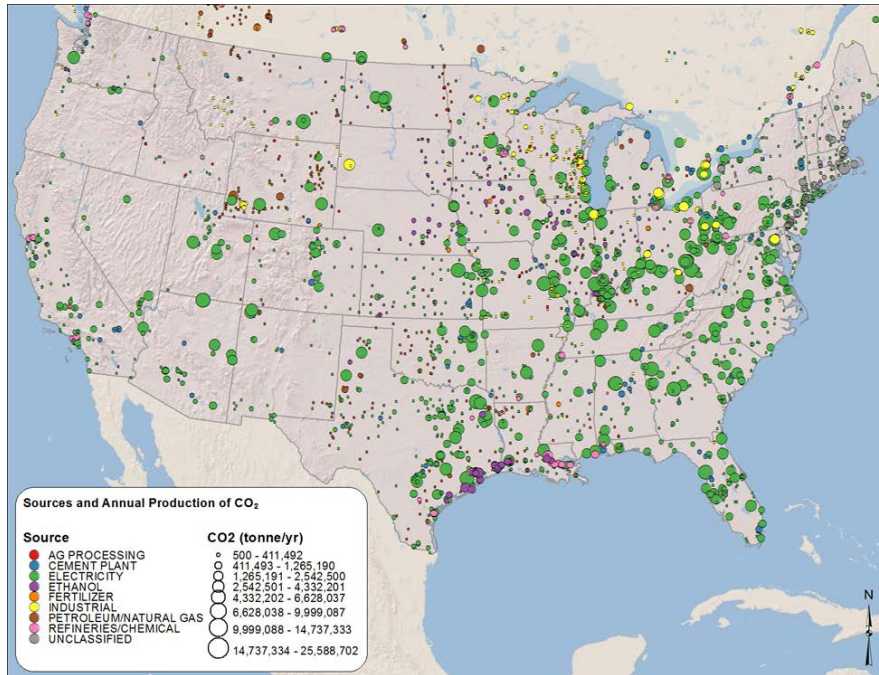 Sources and Annual Production of CO₂
Source
AG PROCESSING
CEMENT PLANT
ELECTRICITY
ETHANOL
FERTILIZER
INDUSTRIAL
PETROLEUM/NATURAL GAS
REFINERIES/CHEMICAL
UNCLASSIFIED
CO2 (tonne/yr)
500 - 411,492
411,493 - 1,265,190
1,265,191 - 2,542,500
2,542,501 - 4,332,201
4,332,202 - 6,628,037
6,628,038 - 9,999,087
9,999,088 - 14,737,333
14,737,334 - 25,588,702
N